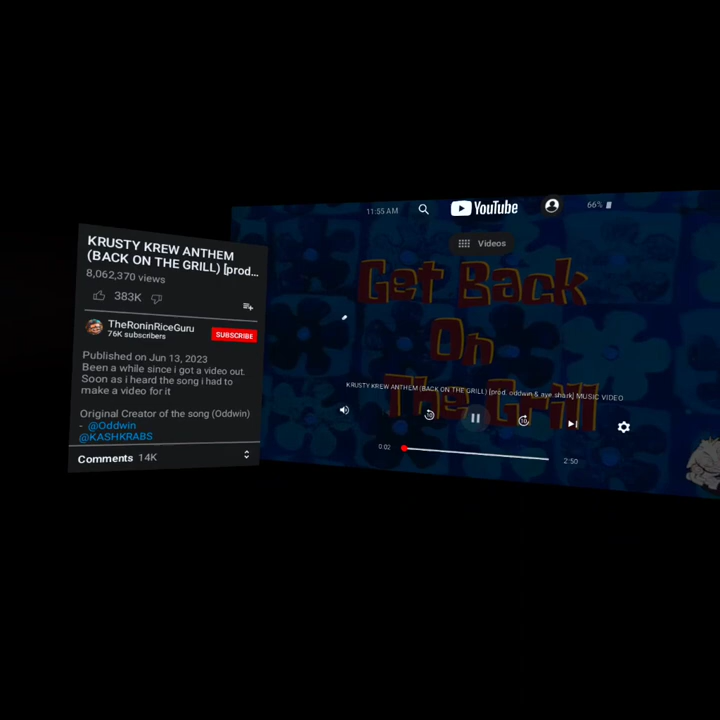 KRUSTY KREW ANTHEM
(BACK ON THE GRILL) [prod...
8,062,370 views
383K
TheRoninRiceGuru
76K subscribers
SUBSCRIBE
Published on Jun 13, 2023
Been a while since i got a video out.
Soon as i heard the song i had to
make a video for it
Original Creator of the song (Oddwin)
- @Oddwin
@KASHKRABS
Comments 14K
11:55 AM
YouTube
66%
Videos
Get Back
On
The Grill
KRUSTY KREW ANTHEM (BACK ON THE GRILL) [prod. oddwin 5 aye shark] MUSIC VIDEO
10
10
0:02
2:50